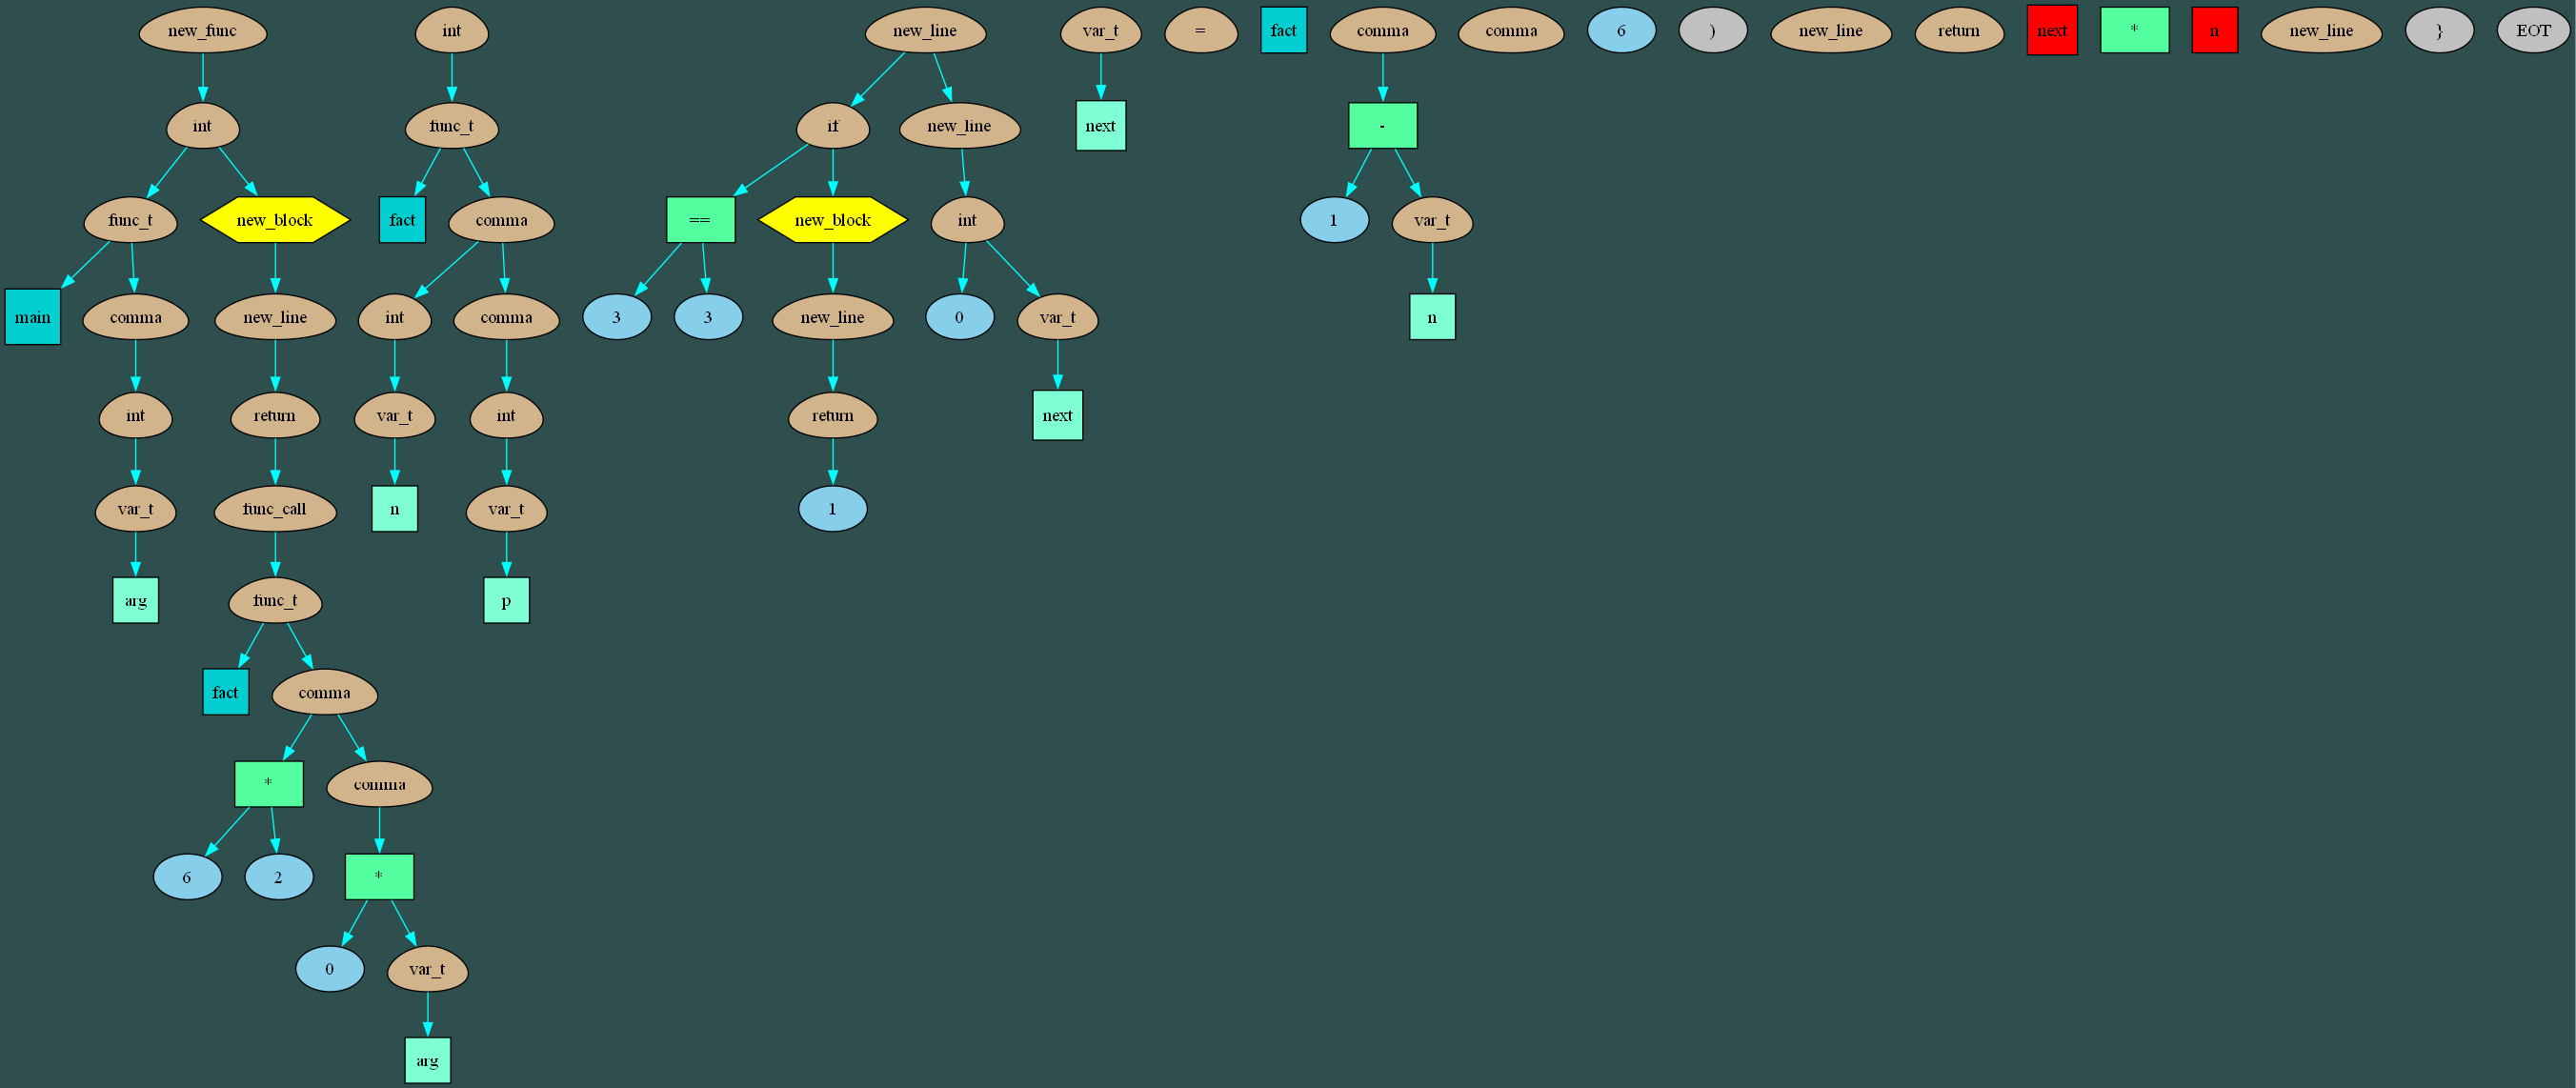 new_func int new_line var_t = fact comma comma 6 ) new_line return next * n new_line } EOT
int func_t if new_line next -
func_t new_block fact comma == new_block int 1 var_t
main comma new_line int comma 3 3 new_line 0 var_t n
int return var_t int return next
var_t func_call n var_t 1
arg func_t p
fact comma
* comma
6 2 *
0 var_t
arg